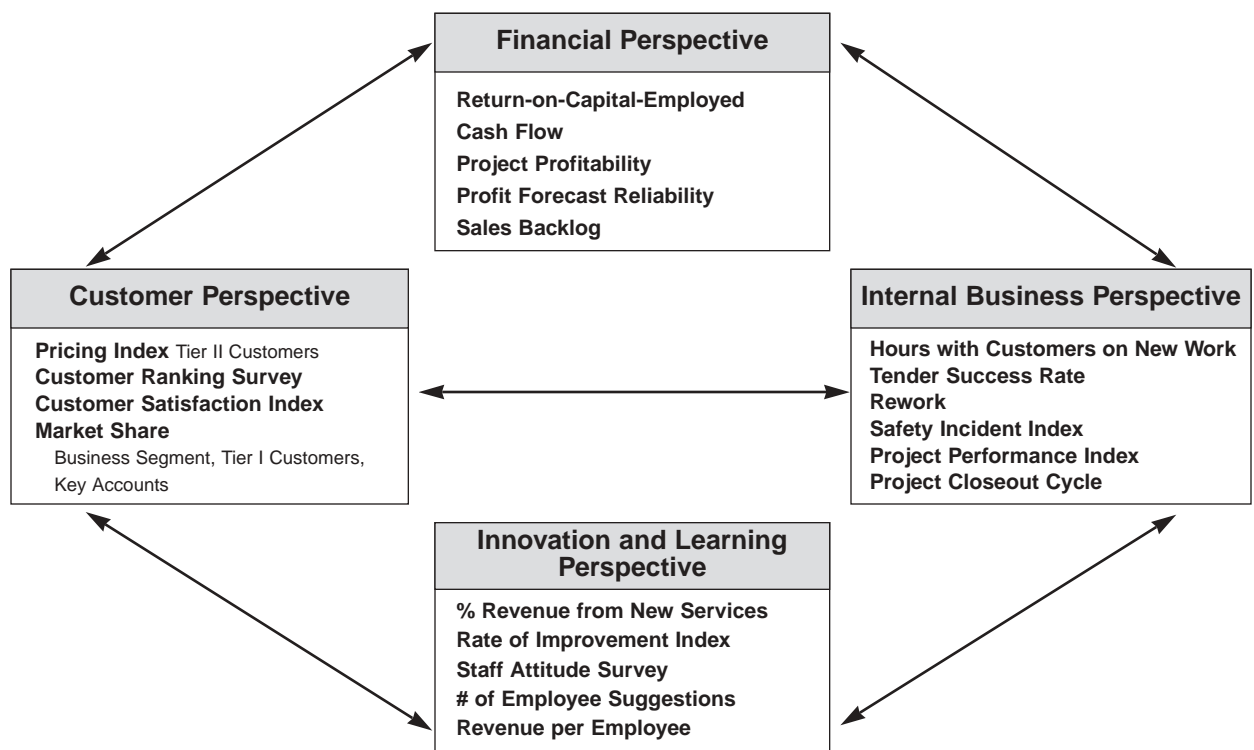 Financial Perspective
Return-on-Capital-Employed
Cash Flow
Project Profitability
Profit Forecast Reliability
Sales Backlog
Customer Perspective
Pricing Index Tier II Customers
Customer Ranking Survey
Customer Satisfaction Index
Market Share
Business Segment, Tier I Customers,
Key Accounts
Internal Business Perspective
Hours with Customers on New Work
Tender Success Rate
Rework
Safety Incident Index
Project Performance Index
Project Closeout Cycle
Innovation and Learning
Perspective
% Revenue from New Services
Rate of Improvement Index
Staff Attitude Survey
# of Employee Suggestions
Revenue per Employee